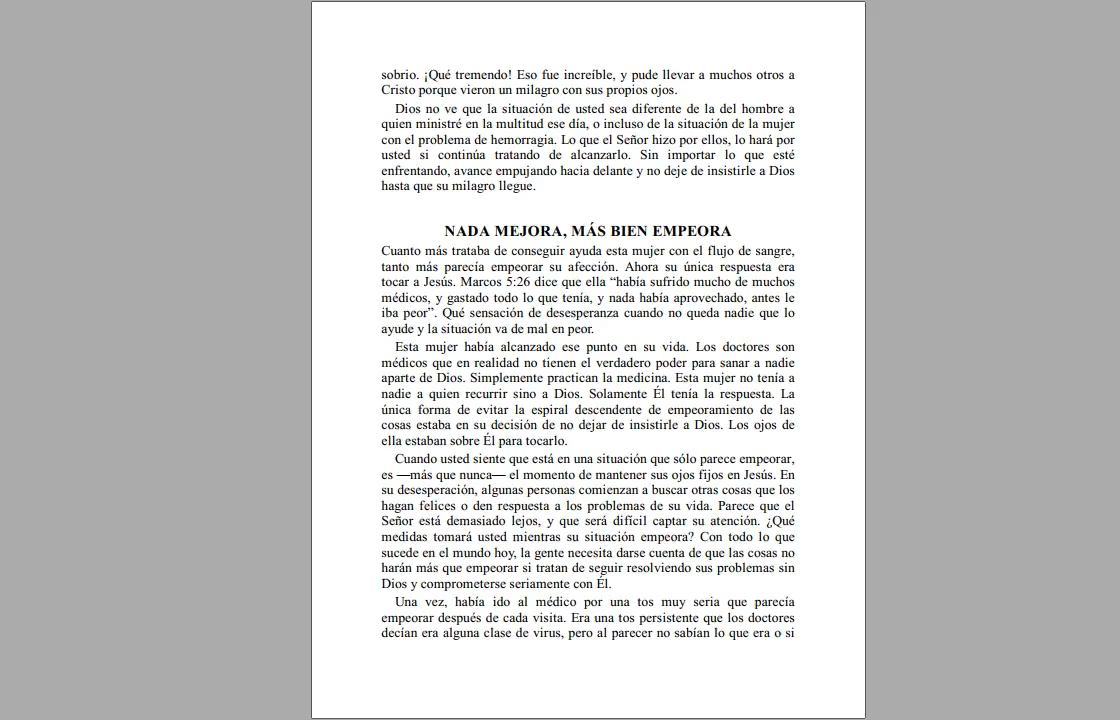 sobrio. ¡Qué tremendo! Eso fue increíble, y pude llevar a muchos otros a
Cristo porque vieron un milagro con sus propios ojos.
Dios no ve que la situación de usted sea diferente de la del hombre a
quien ministré en la multitud ese día, o incluso de la situación de la mujer
con el problema de hemorragia. Lo que el Señor hizo por ellos, lo hará por
usted si continúa tratando de alcanzarlo. Sin importar lo que esté
enfrentando, avance empujando hacia delante y no deje de insistirle a Dios
hasta que su milagro llegue.
NADA MEJORA, MÁS BIEN EMPEORA
Cuanto más trataba de conseguir ayuda esta mujer con el flujo de sangre,
tanto más parecía empeorar su afección. Ahora su única respuesta era
tocar a Jesús. Marcos 5:26 dice que ella “había sufrido mucho de muchos
médicos, y gastado todo lo que tenía, y nada había aprovechado, antes le
iba peor”. Qué sensación de desesperanza cuando no queda nadie que lo
ayude y la situación va de mal en peor.
Esta mujer había alcanzado ese punto en su vida. Los doctores son
médicos que en realidad no tienen el verdadero poder para sanar a nadie
aparte de Dios. Simplemente practican la medicina. Esta mujer no tenía a
nadie a quien recurrir sino a Dios. Solamente Él tenía la respuesta. La
única forma de evitar la espiral descendente de empeoramiento de las
cosas estaba en su decisión de no dejar de insistirle a Dios. Los ojos de
ella estaban sobre Él para tocarlo.
Cuando usted siente que está en una situación que sólo parece empeorar,
es —más que nunca— el momento de mantener sus ojos fijos en Jesús. En
su desesperación, algunas personas comienzan a buscar otras cosas que los
hagan felices o den respuesta a los problemas de su vida. Parece que el
Señor está demasiado lejos, y que será difícil captar su atención. ¿Qué
medidas tomará usted mientras su situación empeora? Con todo lo que
sucede en el mundo hoy, la gente necesita darse cuenta de que las cosas no
harán más que empeorar si tratan de seguir resolviendo sus problemas sin
Dios y comprometerse seriamente con Él.
Una vez, había ido al médico por una tos muy seria que parecía
empeorar después de cada visita. Era una tos persistente que los doctores
decían era alguna clase de virus, pero al parecer no sabían lo que era o si